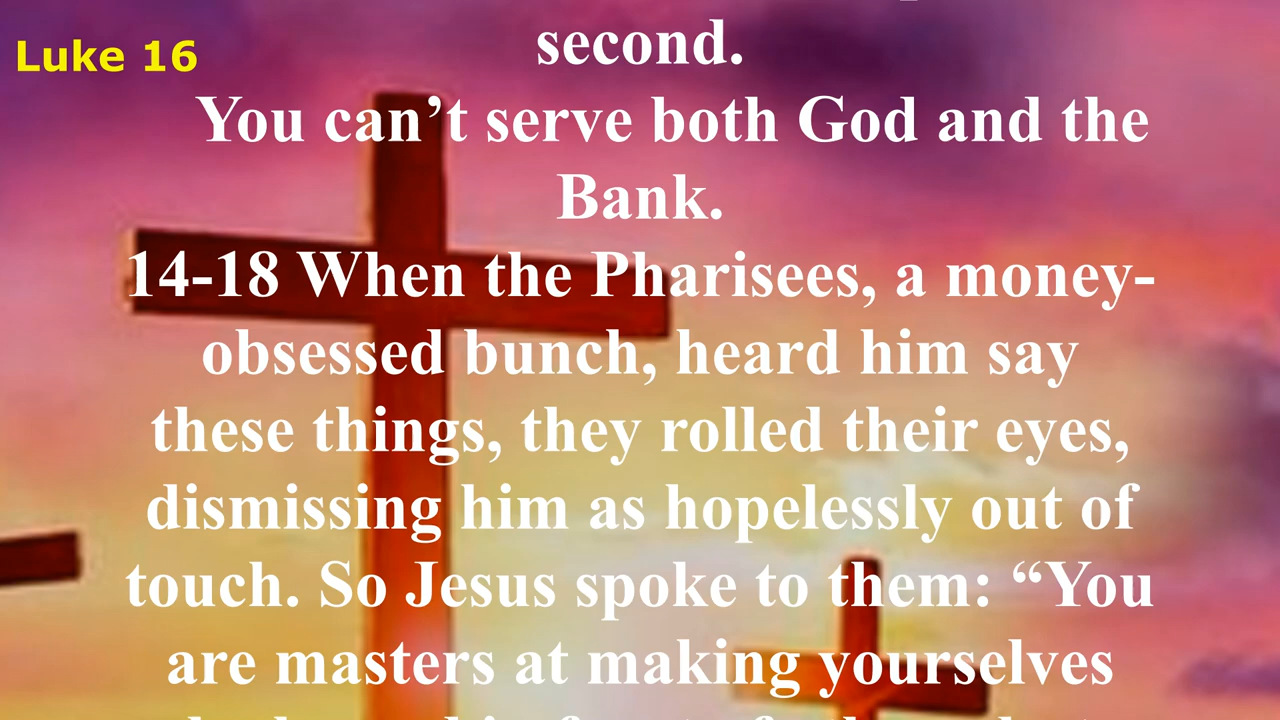 Luke 16
second.
You can’t serve both God and the
Bank.
14-18 When the Pharisees, a money-
obsessed bunch, heard him say
these things, they rolled their eyes,
dismissing him as hopelessly out of
touch. So Jesus spoke to them: “You
are masters at making yourselves